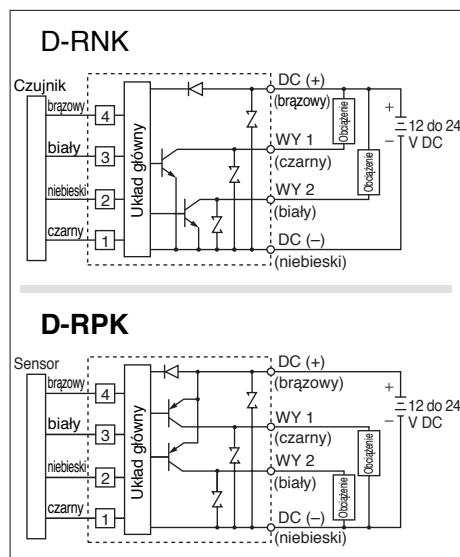 D-RNK
Czujnik
DC (+)
(brązowy)
brązowy
4
biały
3
niebieski
2
czarny
1
Układ główny
WY 1
(czarny)
WY 2
(biały)
DC (–)
(niebieski)
Obciążenie
Obciążenie
+
–
12 do 24
V DC
D-RPK
Sensor
DC (+)
(brązowy)
brązowy
4
biały
3
niebieski
2
czarny
1
Układ główny
WY 1
(czarny)
WY 2
(biały)
DC (–)
(niebieski)
Obciążenie
Obciążenie
+
–
12 do 24
V DC